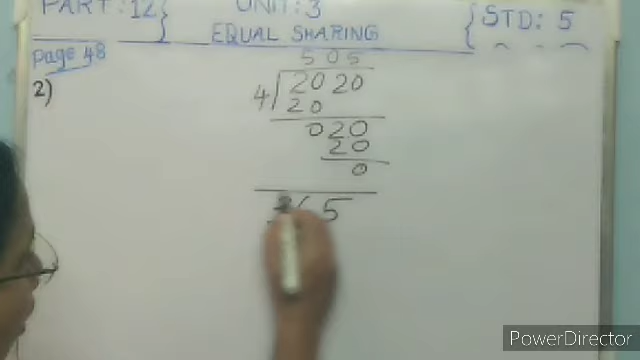 PART: 12
UNIT: 3
STD: 5
EQUAL SHARING
Page 48
2)
505
4 2020
20
020
20
0
5
PowerDirector